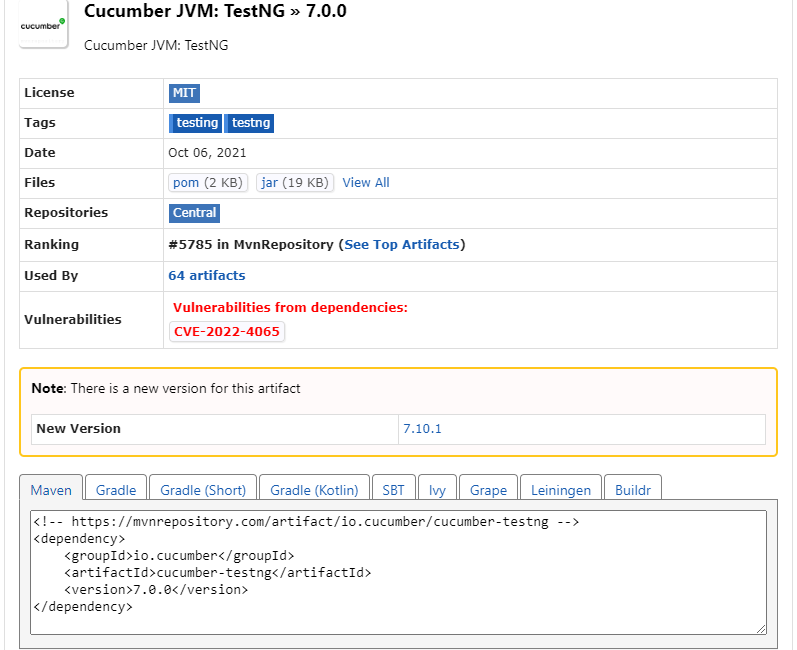 cucumber
Cucumber JVM: TestNG » 7.0.0
Cucumber JVM: TestNG
License MIT
Tags testing testng
Date Oct 06, 2021
Files pom (2 KB) jar (19 KB) View All
Repositories Central
Ranking #5785 in MvnRepository (See Top Artifacts)
Used By 64 artifacts
Vulnerabilities Vulnerabilities from dependencies:
CVE-2022-4065
Note: There is a new version for this artifact
New Version 7.10.1
Maven Gradle Gradle (Short) Gradle (Kotlin) SBT Ivy Grape Leiningen Buildr
<!-- https://mvnrepository.com/artifact/io.cucumber/cucumber-testng -->
<dependency>
    <groupId>io.cucumber</groupId>
    <artifactId>cucumber-testng</artifactId>
    <version>7.0.0</version>
</dependency>